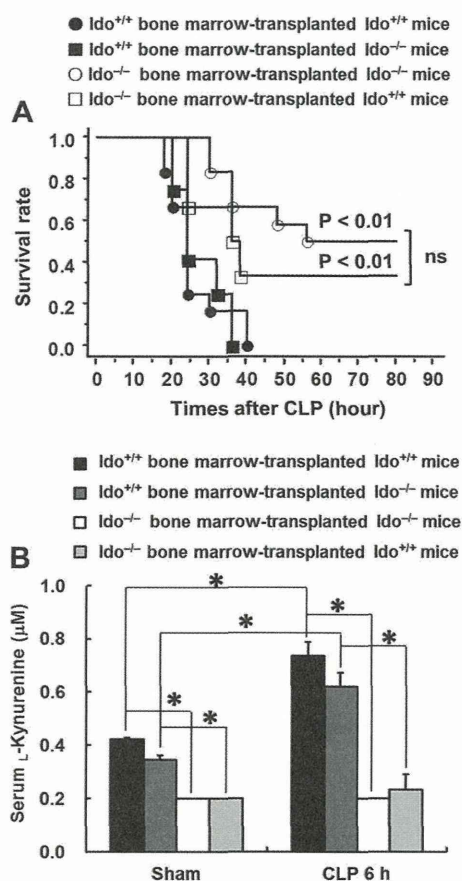 Ido+/+ bone marrow-transplanted Ido+/+ mice
Ido+/+ bone marrow-transplanted Ido−/− mice
Ido−/− bone marrow-transplanted Ido−/− mice
Ido−/− bone marrow-transplanted Ido+/+ mice
A
Survival rate
1.0
0.8
0.6
0.4
0.2
0.0
P < 0.01
P < 0.01
ns
0 10 20 30 40 50 60 70 80 90
Times after CLP (hour)
Ido+/+ bone marrow-transplanted Ido+/+ mice
Ido+/+ bone marrow-transplanted Ido−/− mice
Ido−/− bone marrow-transplanted Ido−/− mice
Ido−/− bone marrow-transplanted Ido+/+ mice
B
Serum L-Kynurenine (μM)
1.0
0.8
0.6
0.4
0.2
0.0
* * * * * *
Sham CLP 6 h